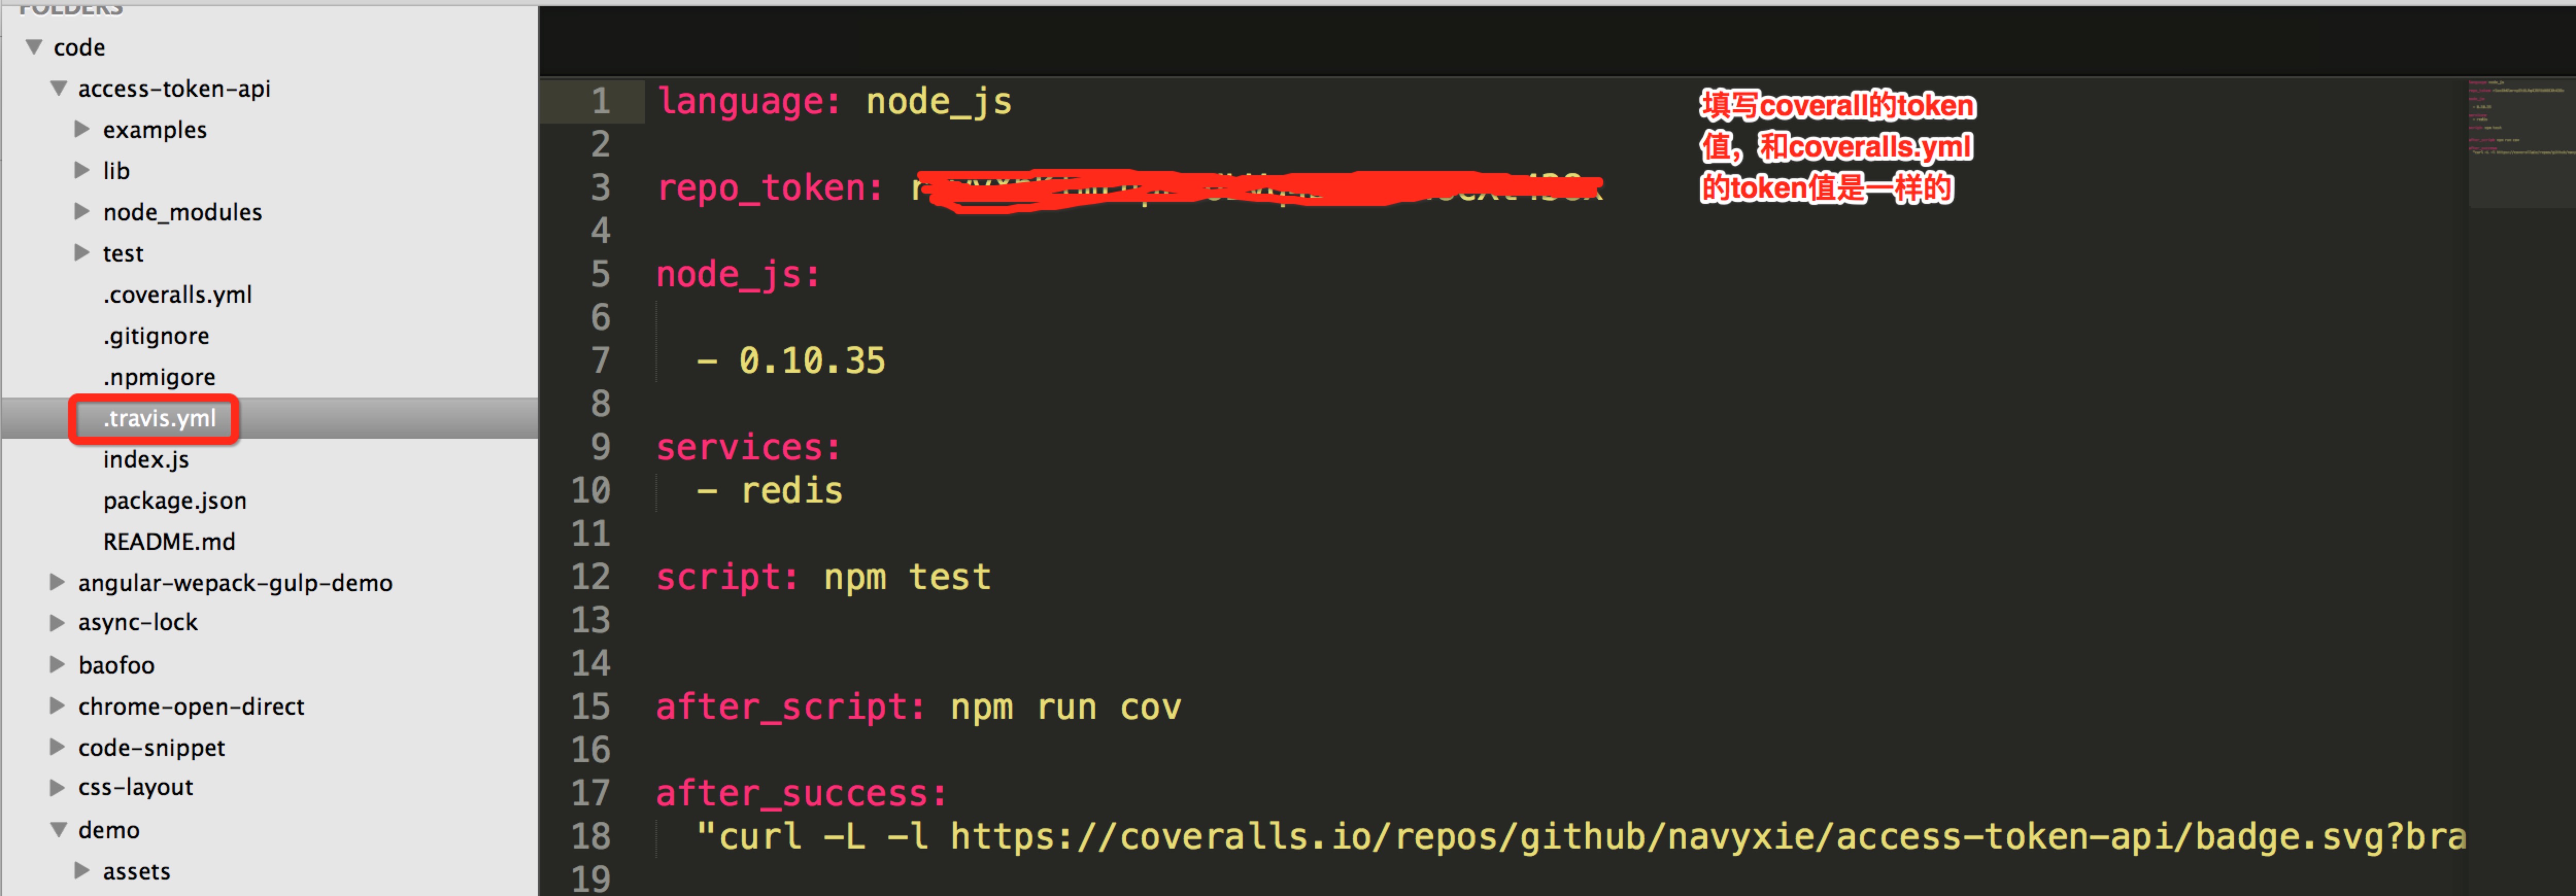 FOLDERS
code
access-token-api
examples
lib
node_modules
test
.coveralls.yml
.gitignore
.npmigore
.travis.yml
index.js
package.json
README.md
angular-wepack-gulp-demo
async-lock
baofoo
chrome-open-direct
code-snippet
css-layout
demo
assets
1 language: node_js
2
3 repo_token:
4
5 node_js:
6
7 - 0.10.35
8
9 services:
10 - redis
11
12 script: npm test
13
14
15 after_script: npm run cov
16
17 after_success:
18 "curl -L -l https://coveralls.io/repos/github/navyxie/access-token-api/badge.svg?bra
19
填写coverall的token
值，和coveralls.yml
的token值是一样的